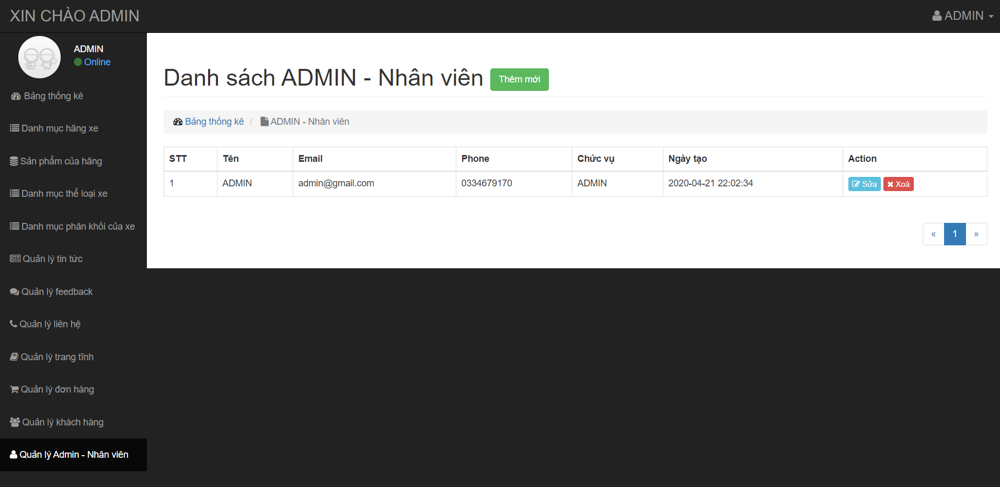 XIN CHÀO ADMIN
ADMIN
ADMIN
Online
Bảng thống kê
Danh mục hãng xe
Sản phẩm của hãng
Danh mục thể loại xe
Danh mục phân khối của xe
Quản lý tin tức
Quản lý feedback
Quản lý liên hệ
Quản lý trang tĩnh
Quản lý đơn hàng
Quản lý khách hàng
Quản lý Admin - Nhân viên
Danh sách ADMIN - Nhân viên Thêm mới
Bảng thống kê / ADMIN - Nhân viên
STT Tên Email Phone Chức vụ Ngày tạo Action
1 ADMIN admin@gmail.com 0334679170 ADMIN 2020-04-21 22:02:34 Sửa Xoá
« 1 »